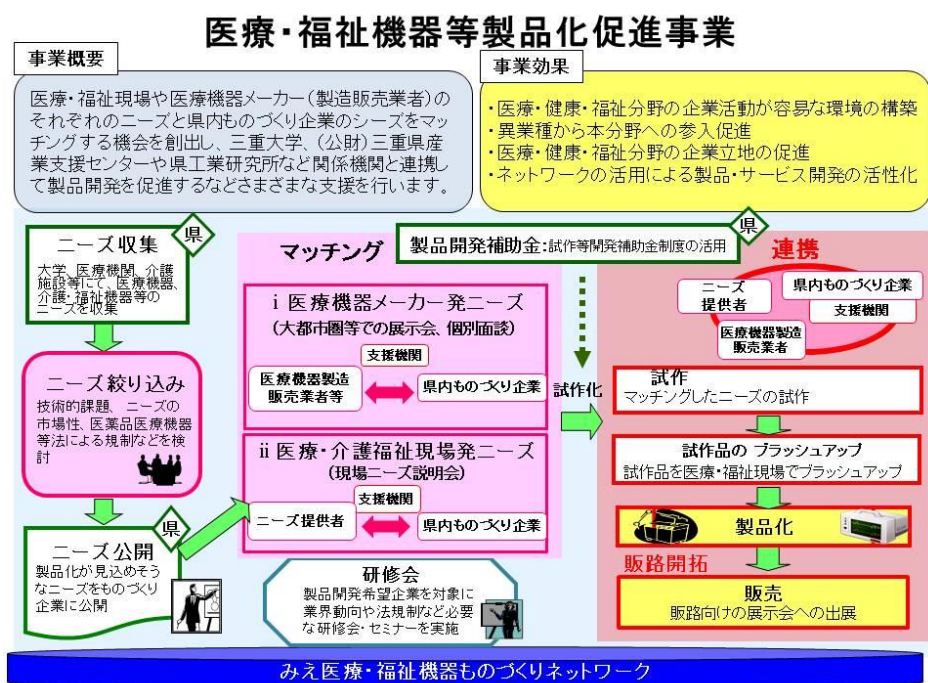 医療・福祉機器等製品化促進事業
事業概要
医療・福祉現場や医療機器メーカー（製造販売業者）の
それぞれのニーズと県内ものづくり企業のシーズをマッ
チングする機会を創出し、三重大学、（公財）三重県産
業支援センターや県工業研究所など関係機関と連携し
て製品開発を促進するなどさまざまな支援を行います。
事業効果
・医療・健康・福祉分野の企業活動が容易な環境の構築
・異業種から本分野への参入促進
・医療・健康・福祉分野の企業立地の促進
・ネットワークの活用による製品・サービス開発の活性化
県
ニーズ収集
大学、医療機関、介護
施設等にて、医療機器、
介護・福祉機器等の
ニーズを収集
ニーズ絞り込み
技術的課題、ニーズの
市場性、医薬品医療機器
等法による規制などを検
討
県
ニーズ公開
製品化が見込めそう
なニーズをものづくり
企業に公開
マッチング
県
製品開発補助金：試作等開発補助金制度の活用
ⅰ医療機器メーカー発ニーズ
（大都市圏等での展示会、個別面談）
支援機関
医療機器製造
販売業者等
県内ものづくり企業
ⅱ医療・介護福祉現場発ニーズ
（現場ニーズ説明会）
支援機関
ニーズ提供者
県内ものづくり企業
研修会
製品開発希望企業を対象に
業界動向や法規制など必要
な研修会・セミナーを実施
試作化
連携
ニーズ
提供者
県内ものづくり企業
支援機関
医療機器製造
販売業者
試作
マッチングしたニーズの試作
試作品の ブラッシュアップ
試作品を医療・福祉現場でブラッシュアップ
製品化
販路開拓
販売
販路向けの展示会への出展
みえ医療・福祉機器ものづくりネットワーク